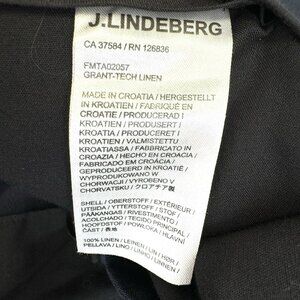 J.LINDEBERG
CA 37584 / RN 126836
FMTA02057
GRANT-TECH LINEN
MADE IN CROATIA / HERGESTELLT
IN KROATIEN / FABRIQUÉ EN
CROATIE / PRODUCERAD I
KROATIEN / PRODUSERT I
KROATIA / PRODUCERET I
KROATIEN / VALMISTETTU
KROATIASSA / FABBRICATO IN
CROAZIA / HECHO EN CROACIA /
FABRICADO EM CROÁCIA /
GEPRODUCEERD IN KROATIË /
WYPRODUKOWANO W
CHORWACJI / VYROBENO V
CHORVATSKU / クロアチア製
SHELL / OBERSTOFF / EXTÉRIEUR /
UTSIDA / YTTERSTOFF / STOF /
PÄÄKANGAS / RIVESTIMENTO /
ACOLCHADO / TECIDO PRINCIPAL /
HOOFDSTOF / POWŁOKA / HLAVNÍ
ČÁST / 表地
100% LINEN / LEINEN / LIN / HØR /
PELLAVA / LINO / LINHO / LINNEN /